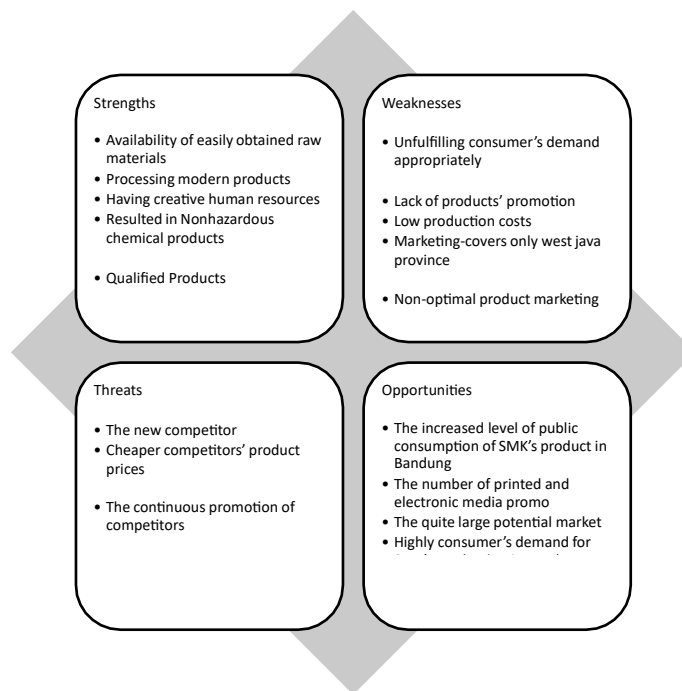 Strengths
• Availability of easily obtained raw
materials
• Processing modern products
• Having creative human resources
• Resulted in Nonhazardous
chemical products
• Qualified Products
Weaknesses
• Unfulfilling consumer’s demand
appropriately
• Lack of products’ promotion
• Low production costs
• Marketing-covers only west java
province
• Non-optimal product marketing
Threats
• The new competitor
• Cheaper competitors’ product
prices
• The continuous promotion of
competitors
Opportunities
• The increased level of public
consumption of SMK’s product in
Bandung
• The number of printed and
electronic media promo
• The quite large potential market
• Highly consumer’s demand for